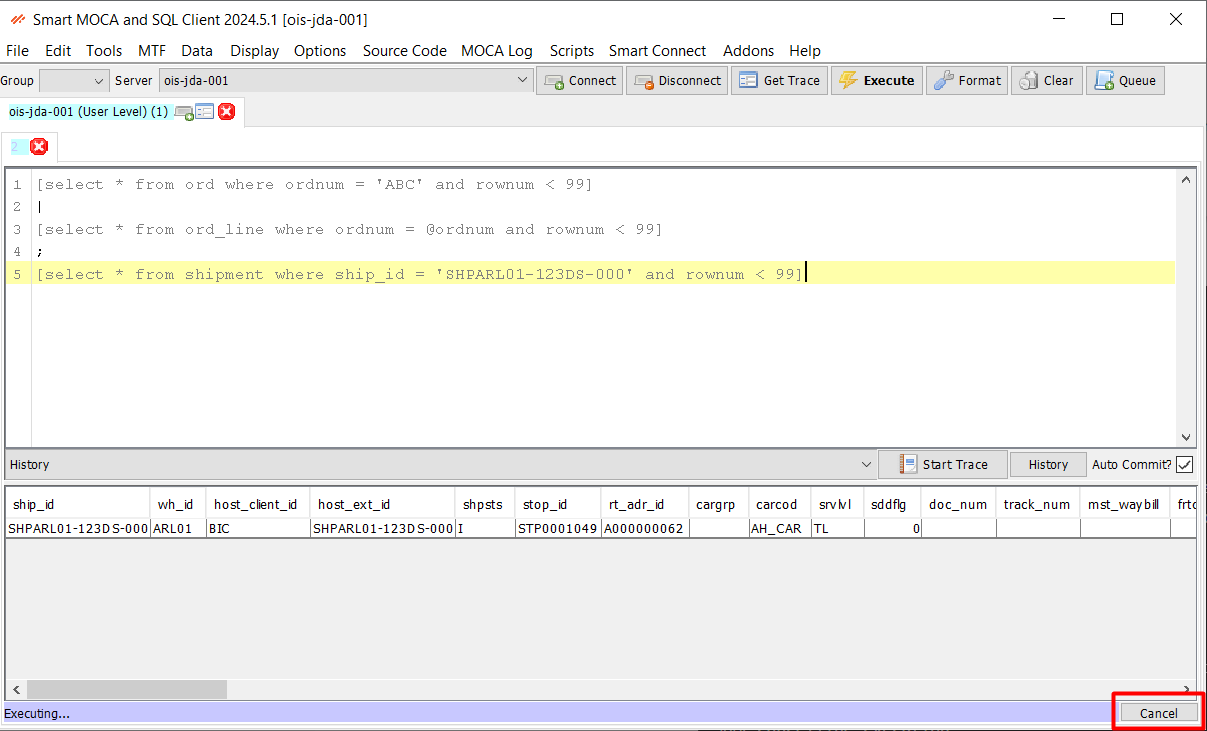 Smart MOCA and SQL Client 2024.5.1 [ois-jda-001]
File Edit Tools MTF Data Display Options Source Code MOCA Log Scripts Smart Connect Addons Help
Group Server ois-jda-001 Connect Disconnect Get Trace Execute Format Clear Queue
ois-jda-001 (User Level) (1)
2
1 [select * from ord where ordnum = 'ABC' and rownum < 99]
2 |
3 [select * from ord_line where ordnum = @ordnum and rownum < 99]
4 ;
5 [select * from shipment where ship_id = 'SHPARL01-123DS-000' and rownum < 99]
History Start Trace History Auto Commit?
ship_id wh_id host_client_id host_ext_id shpsts stop_id rt_adr_id cargrp carcod srvlvl sddflg doc_num track_num mst_waybill frtc
SHPARL01-123DS-000 ARL01 BIC SHPARL01-123DS-000 I STP0001049 A000000062 AH_CAR TL 0
Executing... Cancel